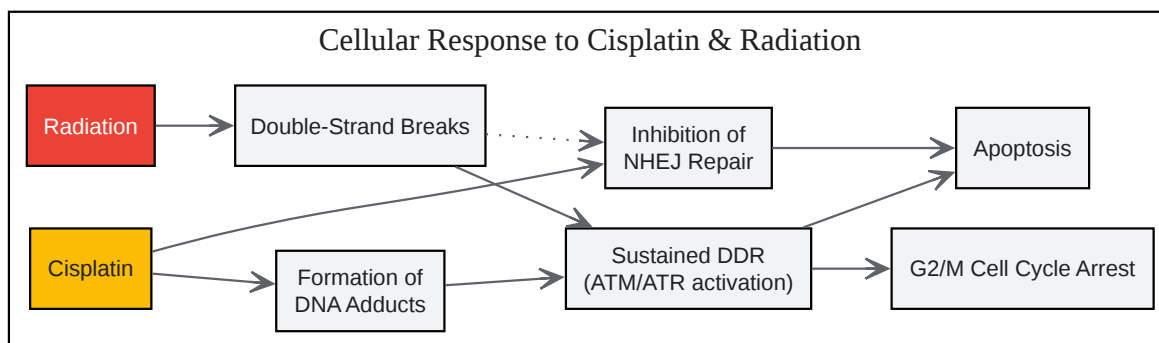 Cellular Response to Cisplatin & Radiation
Radiation
Double-Strand Breaks
Inhibition of
NHEJ Repair
Apoptosis
Cisplatin
Formation of
DNA Adducts
Sustained DDR
(ATM/ATR activation)
G2/M Cell Cycle Arrest